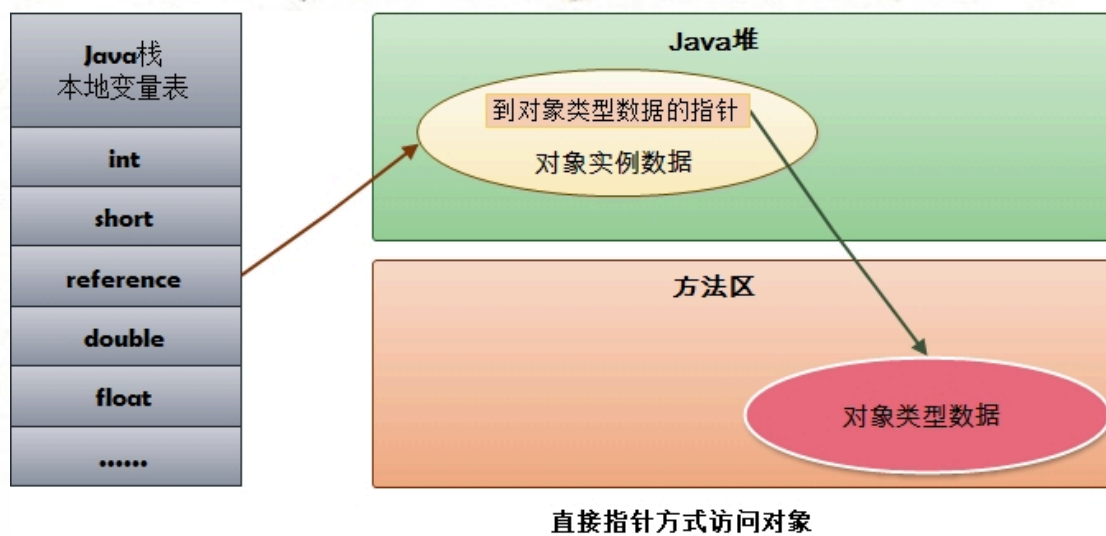 Java栈
本地变量表
int
short
reference
double
float
......
Java堆
到对象类型数据的指针
对象实例数据
方法区
对象类型数据
直接指针方式访问对象